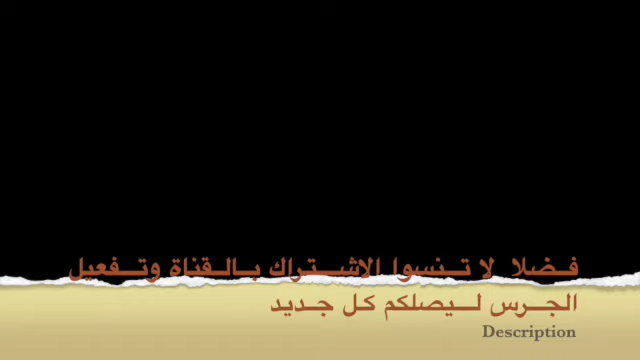 فضلا لا تنسوا الاشتراك بالقناة وتفعيل
الجرس ليصلكم كل جديد
Description